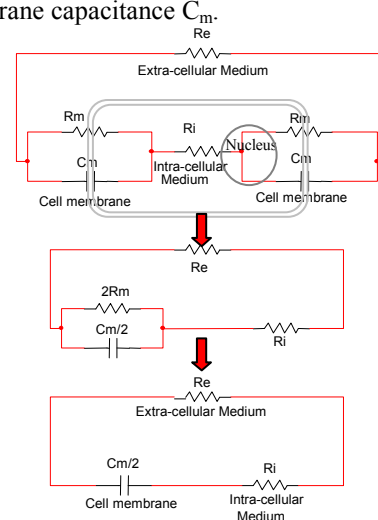 rane capacitance Cm.
Re
Extra-cellular Medium
Rm
Ri
Nucleus
Rm
Cm
Intra-cellular
Medium
Cm
Cell membrane
Cell membrane
Re
2Rm
Cm/2
Ri
Re
Extra-cellular Medium
Cm/2
Ri
Cell membrane
Intra-cellular
Medium